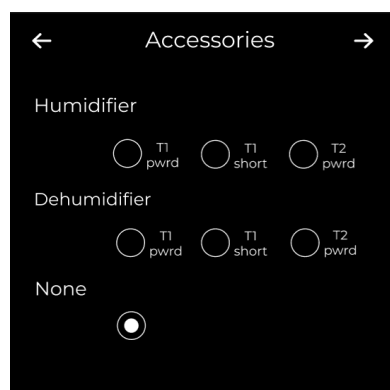 Accessories
Humidifier
T1 T1 T2
pwrd short pwrd
Dehumidifier
T1 T1 T2
pwrd short pwrd
None